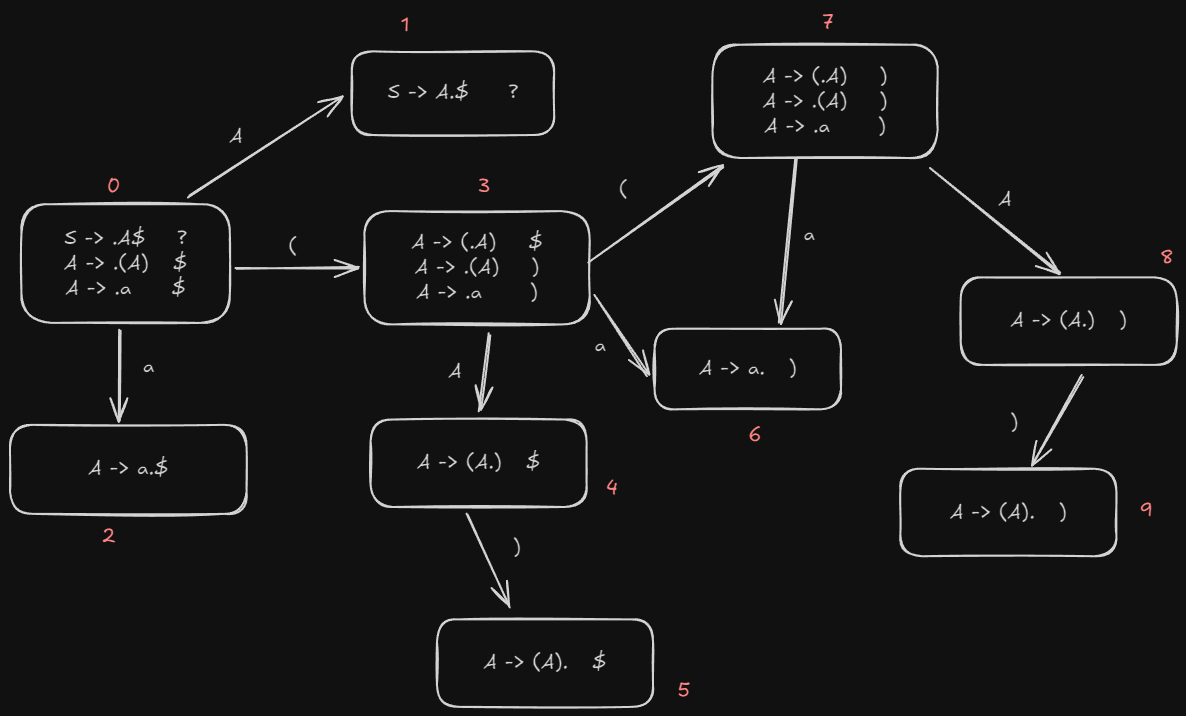 1
S -> A.$ ?
A
0
S -> .A$ ?
A -> .(A) $
A -> .a $
(
a
A -> a.$
2
3
A -> (.A) $
A -> .(A) )
A -> .a )
A
A -> (A.) $
4
)
A -> (A). $
5
(
a
7
A -> (.A) )
A -> .(A) )
A -> .a )
a
A -> a. )
6
A
8
A -> (A.) )
)
A -> (A). )
9